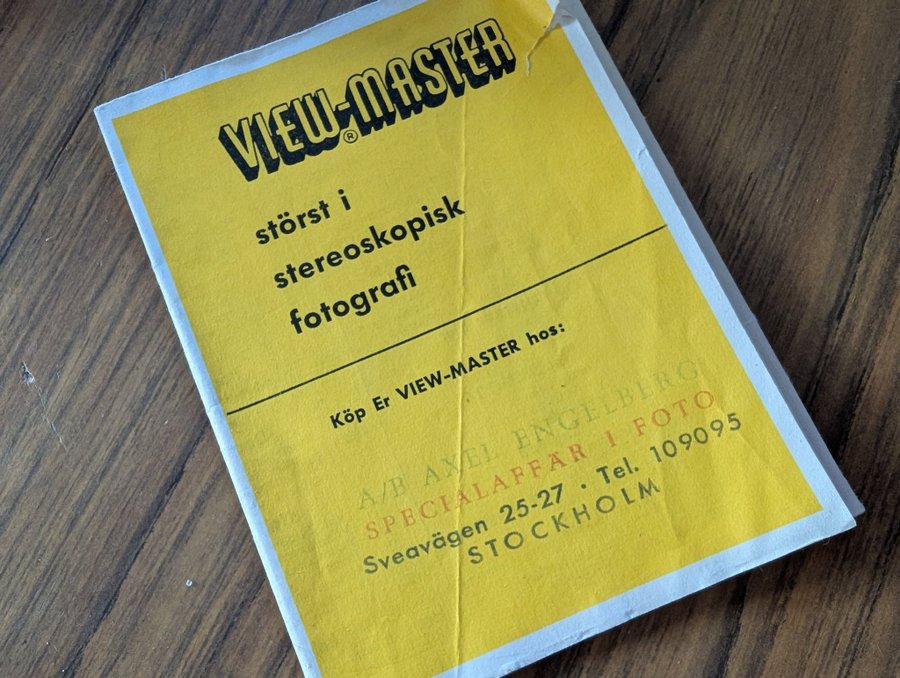 VIEW-MASTER
®
störst i
stereoskopisk
fotografi
Köp Er VIEW-MASTER hos:
A/B AXEL ENGELBERG
SPECIALAFFÄR I FOTO
Sveavägen 25-27 · Tel. 109095
STOCKHOLM